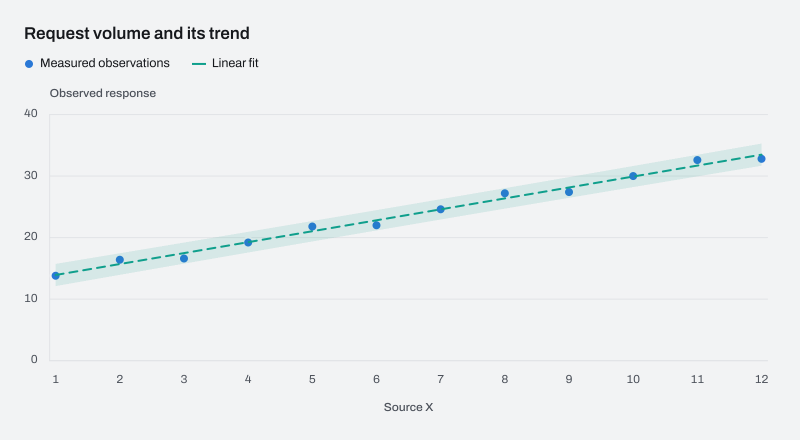 Request volume and its trend
Measured observations Linear fit
Observed response
40
30
20
10
0
1 2 3 4 5 6 7 8 9 10 11 12
Source X